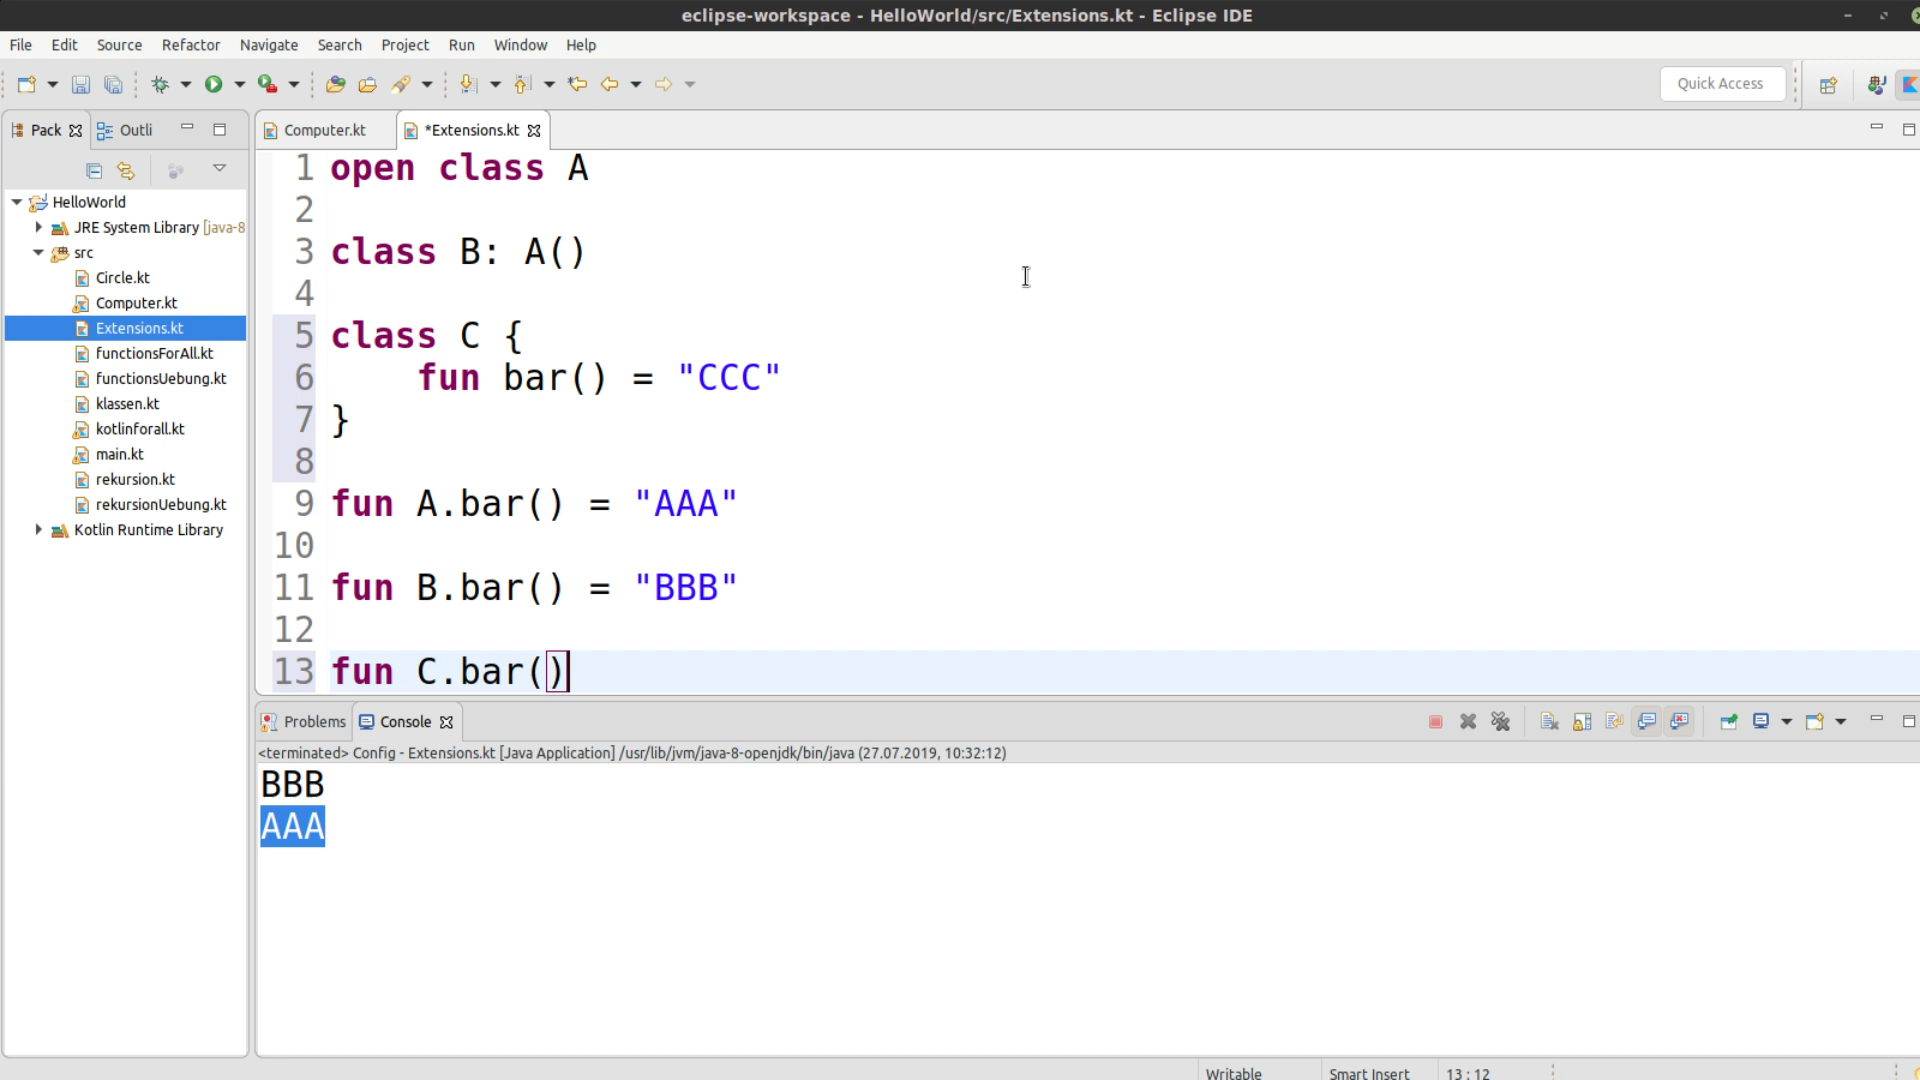 eclipse-workspace - HelloWorld/src/Extensions.kt - Eclipse IDE
File Edit Source Refactor Navigate Search Project Run Window Help
Quick Access
Pack Outli
Computer.kt *Extensions.kt
HelloWorld
JRE System Library [java-8
src
Circle.kt
Computer.kt
Extensions.kt
functionsForAll.kt
functionsUebung.kt
klassen.kt
kotlinforall.kt
main.kt
rekursion.kt
rekursionUebung.kt
Kotlin Runtime Library
1 open class A
2
3 class B: A()
4
5 class C {
6 fun bar() = "CCC"
7 }
8
9 fun A.bar() = "AAA"
10
11 fun B.bar() = "BBB"
12
13 fun C.bar()
Problems Console
<terminated> Config - Extensions.kt [Java Application] /usr/lib/jvm/java-8-openjdk/bin/java (27.07.2019, 10:32:12)
BBB
AAA
Writable Smart Insert 13 : 12